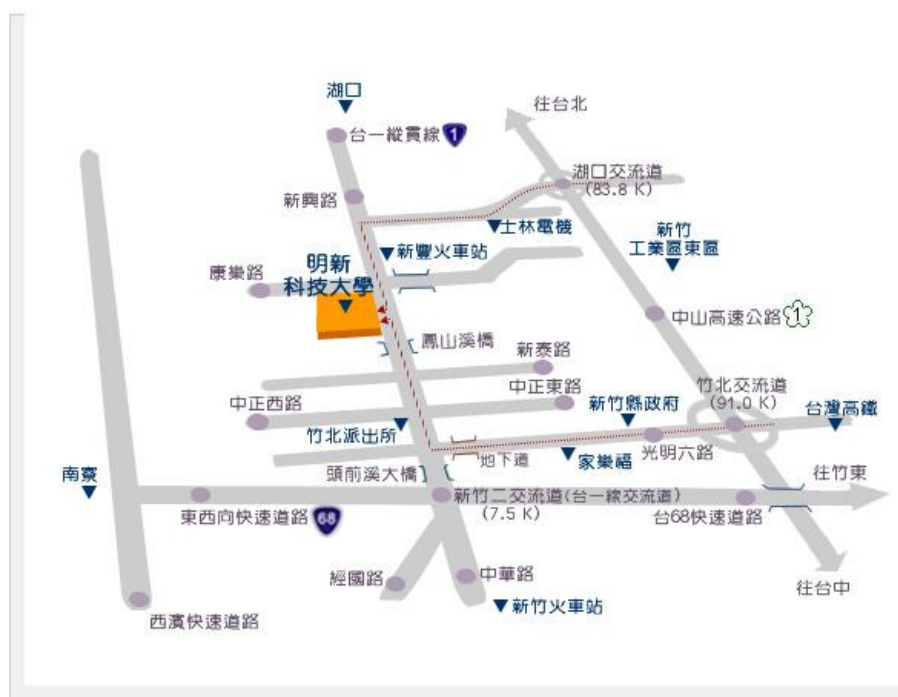 湖口
往台北
台一縱貫線 1
湖口交流道
(83.8 K)
新興路
士林電機
新竹
工業區東區
新豐火車站
明新
科技大學
康樂路
中山高速公路 1
鳳山溪橋
新泰路
竹北交流道
(91.0 K)
中正東路
中正西路
新竹縣政府
台灣高鐵
竹北派出所
地下道
家樂福
光明六路
頭前溪大橋
南寮
往竹東
新竹二交流道(台一線交流道)
(7.5 K)
東西向快速道路 68
台68快速道路
經國路
中華路
往台中
新竹火車站
西濱快速道路